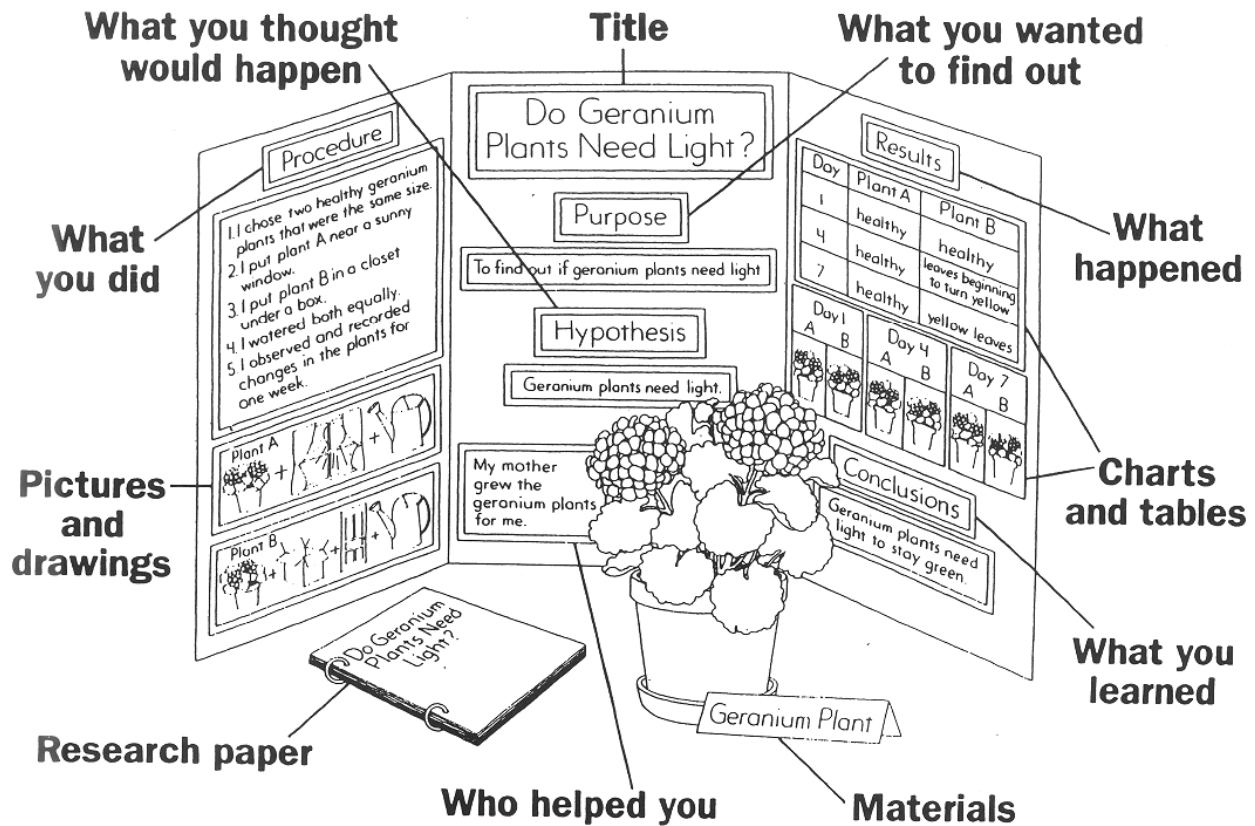 What you thought
would happen
Title
What you wanted
to find out
Procedure
1. I chose two healthy geranium
plants that were the same size.
2. I put plant A near a sunny
window.
3. I put plant B in a closet
under a box.
4. I watered both equally.
5. I observed and recorded
changes in the plants for
one week.
Plant A
+ +
Plant B
+ + +
Do Geranium
Plants Need Light?
Purpose
To find out if geranium plants need light
Hypothesis
Geranium plants need light.
My mother
grew the
geranium plants
for me.
Results
Day Plant A Plant B
1 healthy healthy
4 healthy leaves beginning
to turn yellow
7 healthy yellow leaves
Day 1 Day 4 Day 7
A B A B A B
Conclusions
Geranium plants need
light to stay green.
What
you did
What
happened
Pictures
and
drawings
Charts
and tables
Do Geranium
Plants Need
Light?
Geranium Plant
What you
learned
Research paper
Who helped you
Materials